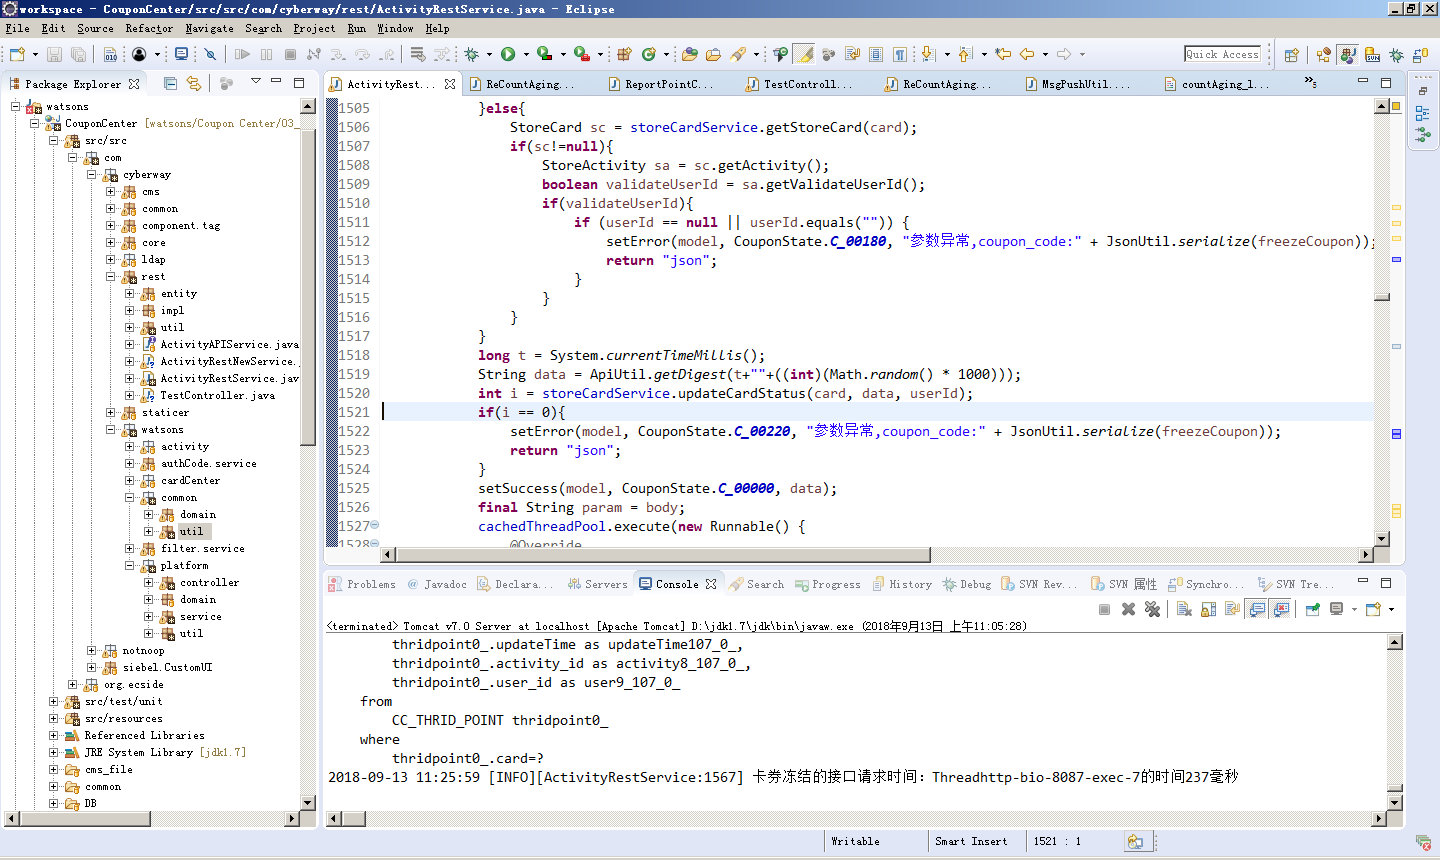 workspace - CouponCenter/src/src/com/cyberway/rest/ActivityRestService.java - Eclipse
File Edit Source Refactor Navigate Search Project Run Window Help
Quick Access
Package Explorer
watsons
CouponCenter [watsons/Coupon Center/03_
src/src
com
cyberway
cms
common
component.tag
core
ldap
rest
entity
impl
util
ActivityAPIService.java
ActivityRestNewService.
ActivityRestService.jav
TestController.java
staticer
watsons
activity
authCode.service
cardCenter
common
domain
util
filter.service
platform
controller
domain
service
util
notnoop
siebel.CustomUI
org.ecside
src/test/unit
src/resources
Referenced Libraries
JRE System Library [jdk1.7]
cms_file
common
DB
ActivityRest... ReCountAging... ReportPointC... TestControll... ReCountAging... MsgPushUtil.... countAging_l... »5
1505 }else{
1506 StoreCard sc = storeCardService.getStoreCard(card);
1507 if(sc!=null){
1508 StoreActivity sa = sc.getActivity();
1509 boolean validateUserId = sa.getValidateUserId();
1510 if(validateUserId){
1511 if (userId == null || userId.equals("")) {
1512 setError(model, CouponState.C_00180, "参数异常,coupon_code:" + JsonUtil.serialize(freezeCoupon));
1513 return "json";
1514 }
1515 }
1516 }
1517 }
1518 long t = System.currentTimeMillis();
1519 String data = ApiUtil.getDigest(t+""+((int)(Math.random() * 1000)));
1520 int i = storeCardService.updateCardStatus(card, data, userId);
1521 if(i == 0){
1522 setError(model, CouponState.C_00220, "参数异常,coupon_code:" + JsonUtil.serialize(freezeCoupon));
1523 return "json";
1524 }
1525 setSuccess(model, CouponState.C_00000, data);
1526 final String param = body;
1527 cachedThreadPool.execute(new Runnable() {
1528 @Override
Problems @ Javadoc Declara... Servers Console Search Progress History Debug SVN Rev... SVN 属性 Synchro... SVN Tre...
<terminated> Tomcat v7.0 Server at localhost [Apache Tomcat] D:\jdk1.7\jdk\bin\javaw.exe (2018年9月13日 上午11:05:28)
thridpoint0_.updateTime as updateTime107_0_,
thridpoint0_.activity_id as activity8_107_0_,
thridpoint0_.user_id as user9_107_0_
from
CC_THRID_POINT thridpoint0_
where
thridpoint0_.card=?
2018-09-13 11:25:59 [INFO][ActivityRestService:1567] 卡券冻结的接口请求时间：Threadhttp-bio-8087-exec-7的时间237毫秒
Writable Smart Insert 1521 : 1